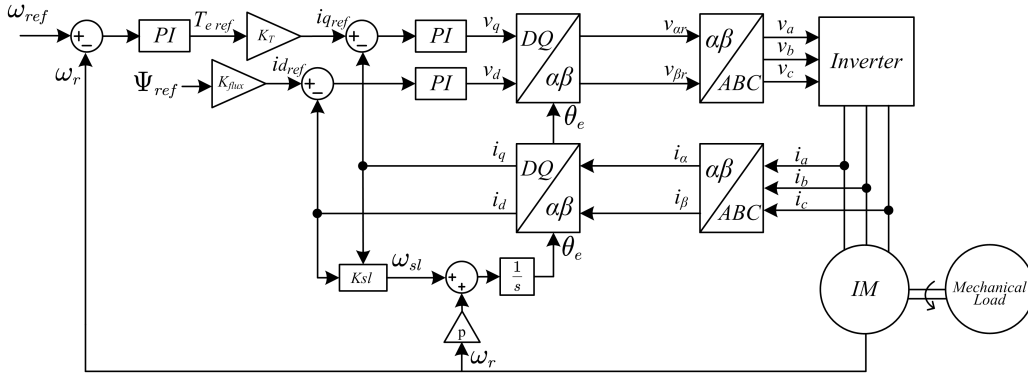 ω_ref
+
−
ω_r
PI
T_e ref
K_T
iq_ref
+
−
PI
v_q
DQ
αβ
v_αr
v_βr
αβ
ABC
v_a
v_b
v_c
Inverter
Ψ_ref
K_flux
id_ref
+
−
PI
v_d
θ_e
i_q
i_d
DQ
αβ
i_α
i_β
αβ
ABC
i_a
i_b
i_c
θ_e
Ksl
ω_sl
+
+
1
s
p
ω_r
IM
Mechanical
Load